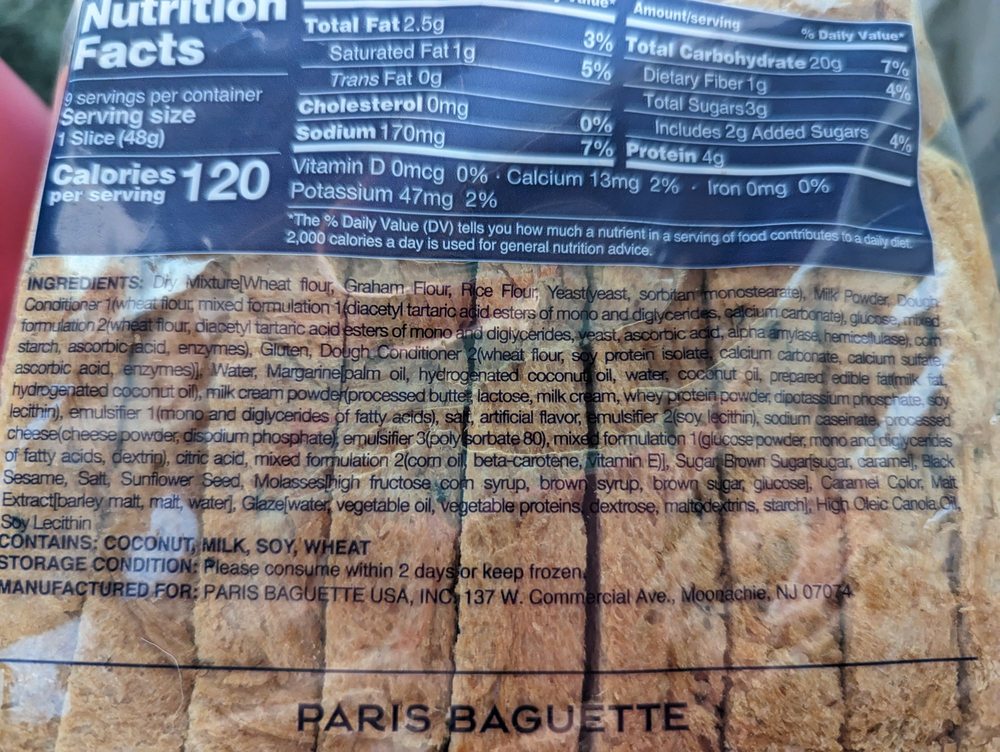 Nutrition
Facts
9 servings per container
Serving size
1 Slice (48g)
Calories 120
per serving
Total Fat 2.5g 3%
Saturated Fat 1g 5%
Trans Fat 0g
Cholesterol 0mg 0%
Sodium 170mg 7%
Amount/serving % Daily Value*
Total Carbohydrate 20g 7%
Dietary Fiber 1g 4%
Total Sugars 3g
Includes 2g Added Sugars 4%
Protein 4g
Vitamin D 0mcg 0% · Calcium 13mg 2% · Iron 0mg 0%
Potassium 47mg 2%
*The % Daily Value (DV) tells you how much a nutrient in a serving of food contributes to a daily diet.
2,000 calories a day is used for general nutrition advice.
INGREDIENTS: Dry Mixture[Wheat flour, Graham Flour, Rice Flour, Yeast(yeast, sorbitan monostearate), Milk Powder, Dough
Conditioner 1(wheat flour, mixed formulation 1(diacetyl tartaric acid esters of mono and diglycerides, calcium carbonate), glucose, mixed
formulation 2(wheat flour, diacetyl tartaric acid esters of mono and diglycerides, yeast, ascorbic acid, alpha amylase, hemicellulase), corn
starch, ascorbic acid, enzymes), Gluten, Dough Conditioner 2(wheat flour, soy protein isolate, calcium carbonate, calcium sulfate,
ascorbic acid, enzymes)], Water, Margarine[palm oil, hydrogenated coconut oil, water, coconut oil, prepared edible fat(milk fat,
hydrogenated coconut oil), milk cream powder(processed butter, lactose, milk cream, whey protein powder, dipotassium phosphate, soy
lecithin), emulsifier 1(mono and diglycerides of fatty acids), salt, artificial flavor, emulsifier 2(soy lecithin), sodium caseinate, processed
cheese(cheese powder, disodium phosphate), emulsifier 3(polysorbate 80), mixed formulation 1(glucose powder, mono and diglycerides
of fatty acids, dextrin), citric acid, mixed formulation 2(corn oil, beta-carotene, vitamin E)], Sugar, Brown Sugar[sugar, caramel], Black
Sesame, Salt, Sunflower Seed, Molasses[high fructose corn syrup, brown syrup, brown sugar, glucose], Caramel Color, Malt
Extract[barley malt, malt, water], Glaze[water, vegetable oil, vegetable proteins, dextrose, maltodextrins, starch], High Oleic Canola Oil,
Soy Lecithin
CONTAINS: COCONUT, MILK, SOY, WHEAT
STORAGE CONDITION: Please consume within 2 days or keep frozen.
MANUFACTURED FOR: PARIS BAGUETTE USA, INC. 137 W. Commercial Ave., Moonachie, NJ 07074
PARIS BAGUETTE